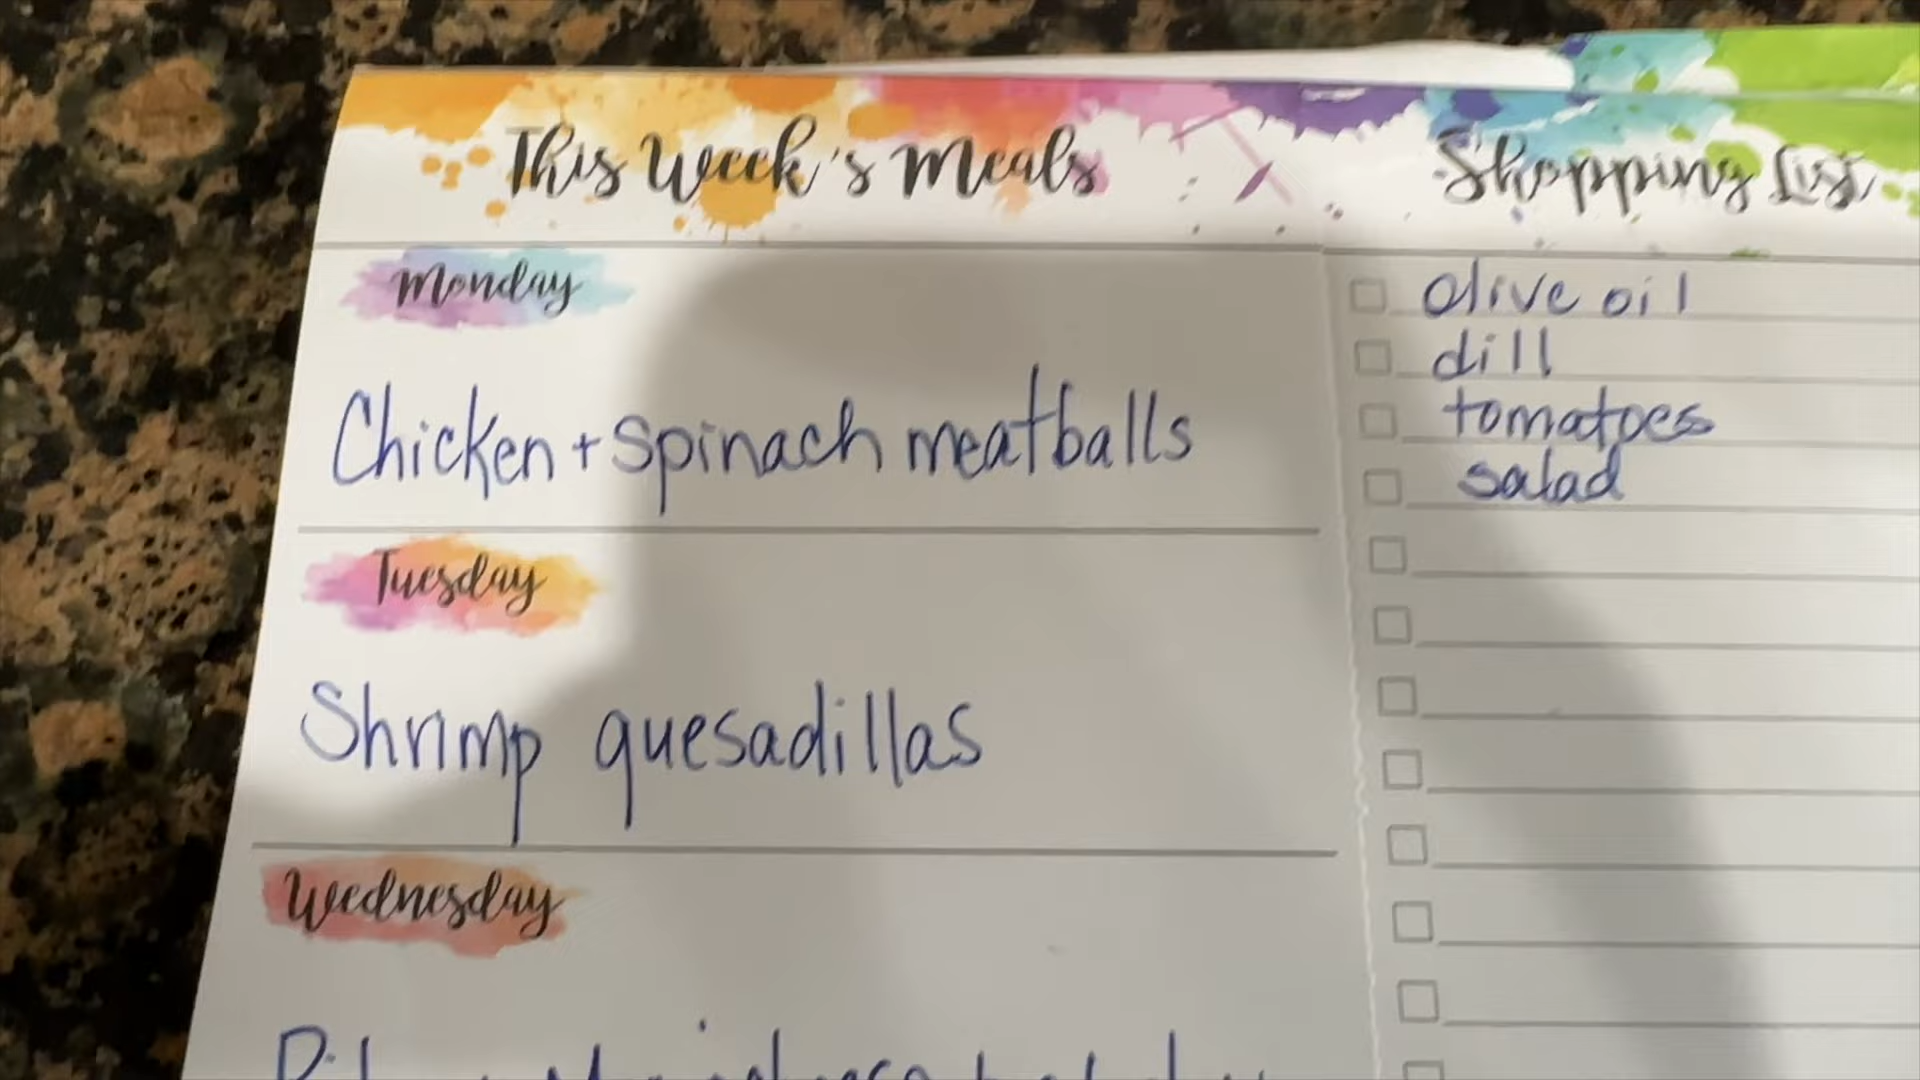 This Week's Meals
Monday
Chicken + Spinach meatballs
Tuesday
Shrimp quesadillas
Wednesday
Shopping List
olive oil
dill
tomatoes
salad